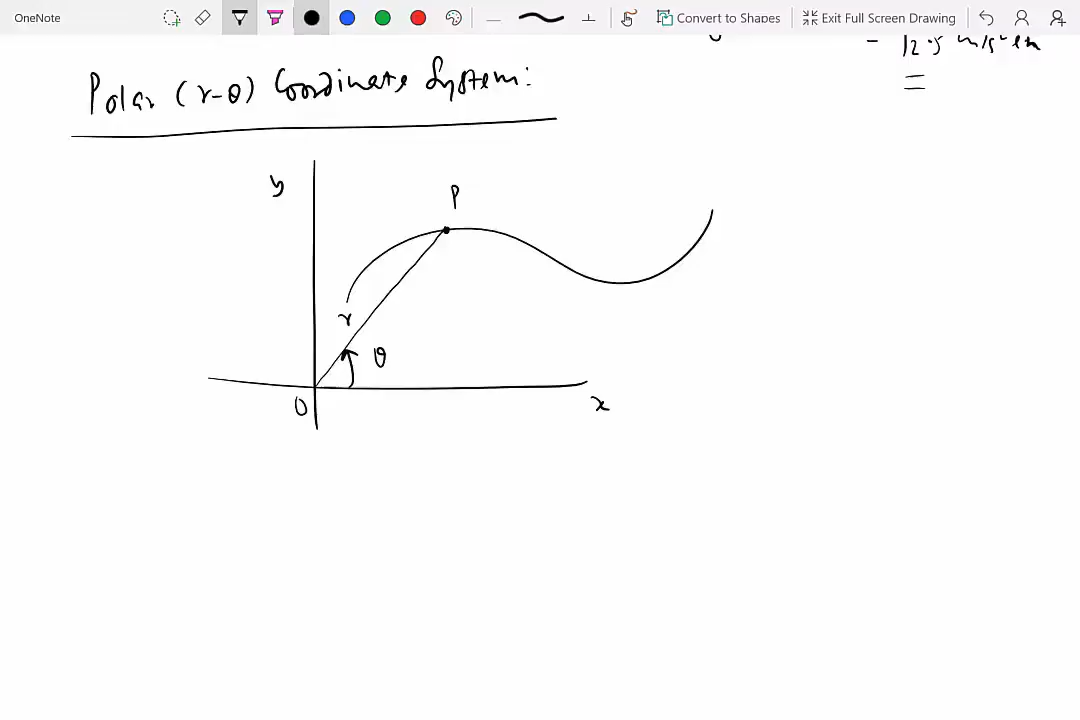 OneNote
Convert to Shapes
Exit Full Screen Drawing
Polar (r-θ) Coordinate System:
y
P
r
θ
O
x